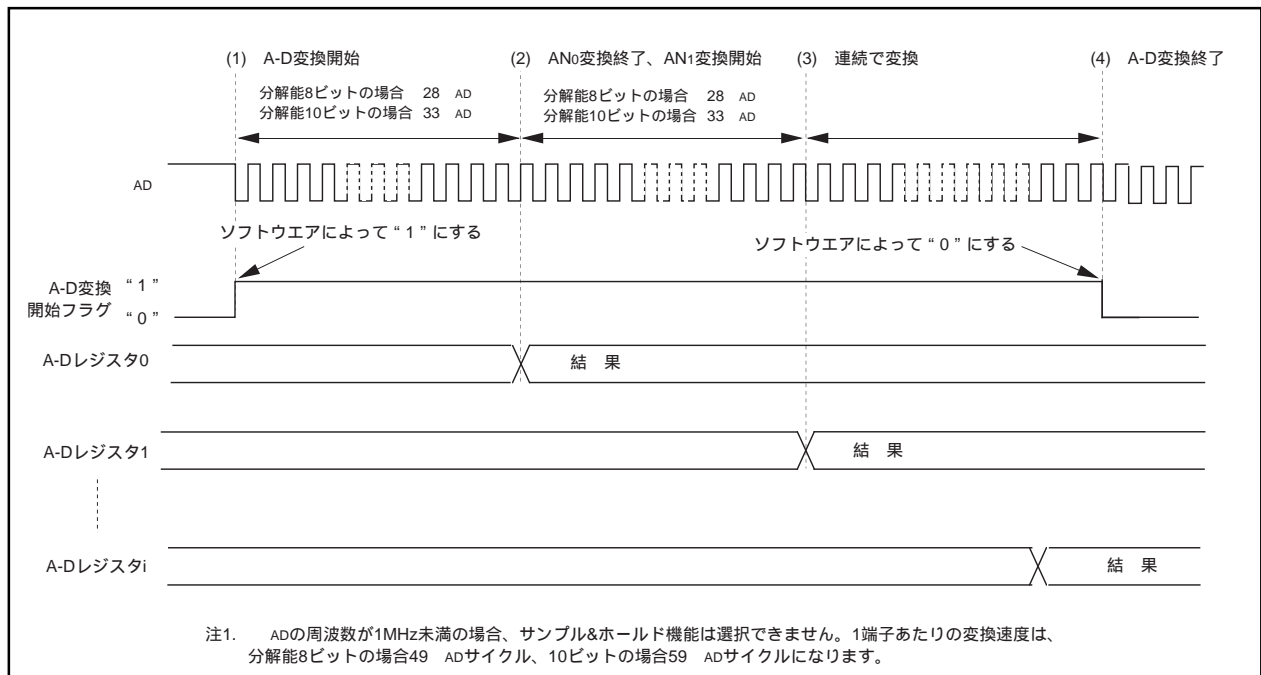 (1) A-D変換開始
(2) AN0変換終了、AN1変換開始
(3) 連続で変換
(4) A-D変換終了
分解能8ビットの場合 28 AD
分解能10ビットの場合 33 AD
分解能8ビットの場合 28 AD
分解能10ビットの場合 33 AD
AD
ソフトウエアによって“1”にする
ソフトウエアによって“0”にする
A-D変換 “1”
開始フラグ “0”
A-Dレジスタ0
結 果
A-Dレジスタ1
結 果
A-Dレジスタi
結 果
注1. ADの周波数が1MHz未満の場合、サンプル&ホールド機能は選択できません。1端子あたりの変換速度は、
分解能8ビットの場合49 ADサイクル、10ビットの場合59 ADサイクルになります。